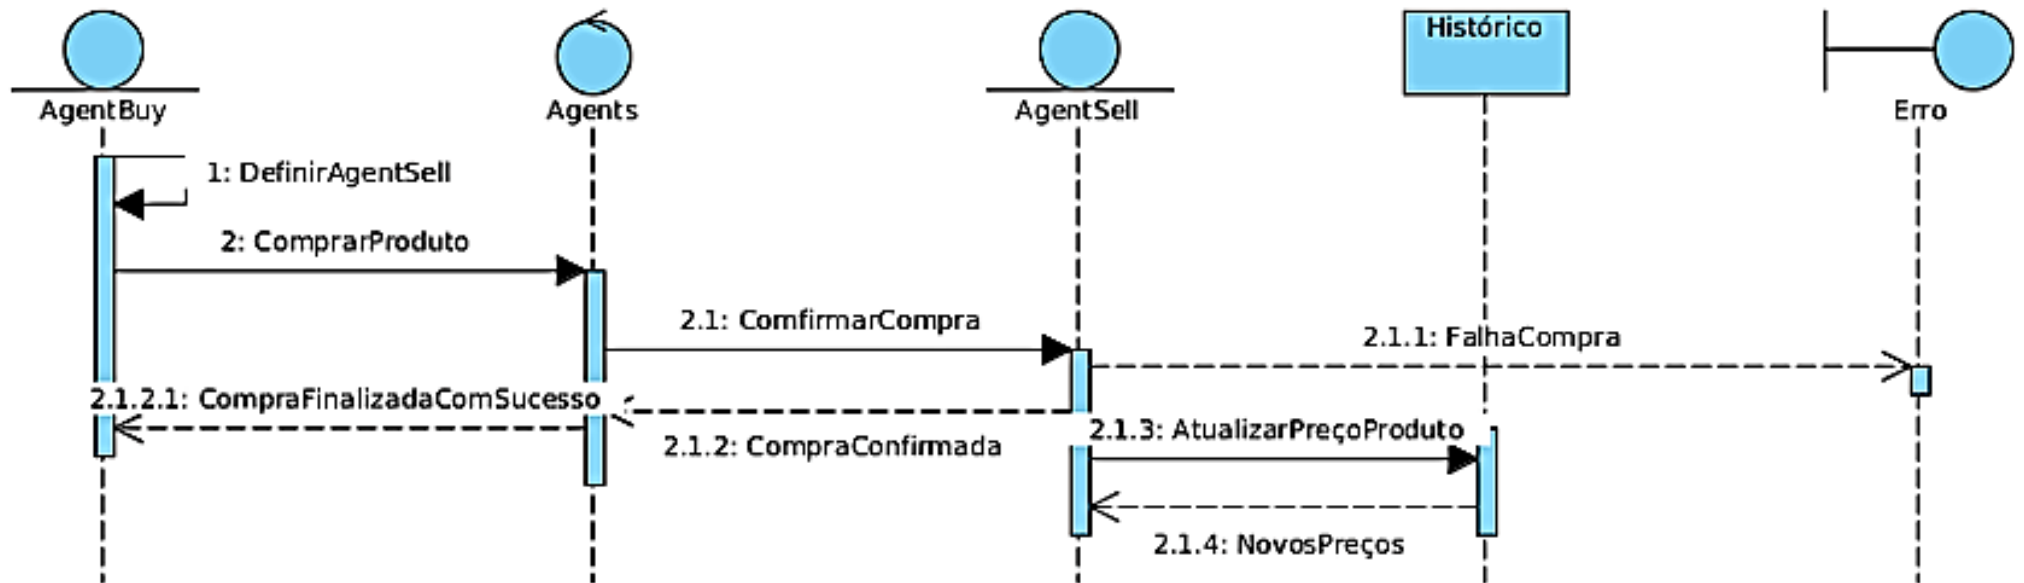 AgentBuy
Agents
AgentSell
Histórico
Erro
1: DefinirAgentSell
2: ComprarProduto
2.1: ComfirmarCompra
2.1.1: FalhaCompra
2.1.2.1: CompraFinalizadaComSucesso
2.1.2: CompraConfirmada
2.1.3: AtualizarPreçoProduto
2.1.4: NovosPreços